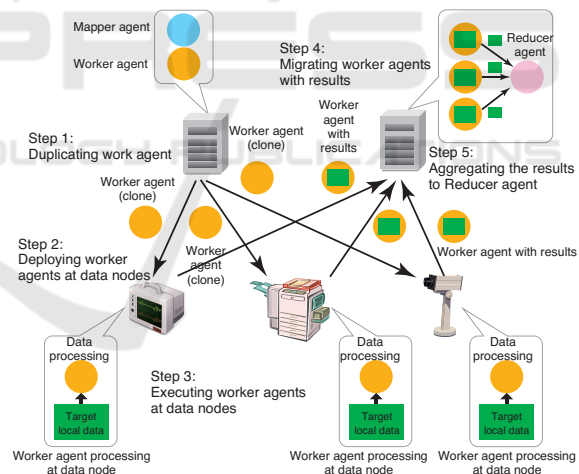 Mapper agent
Worker agent
Step 4:
Migrating worker agents
with results
Reducer
agent
Worker
agent
with
results
Worker agent
(clone)
Step 1:
Duplicating work agent
Step 5:
Aggregating the results
to Reducer agent
Worker agent
(clone)
Step 2:
Deploying worker
agents at data nodes
Worker
agent
(clone)
Worker agent with results
Data
processing
Target
local data
Worker agent processing
at data node
Step 3:
Executing worker agents
at data nodes
Data
processing
Target
local data
Worker agent processing
at data node
Data
processing
Target
local data
Worker agent processing
at data node
PRESS
PUBLICATIONS